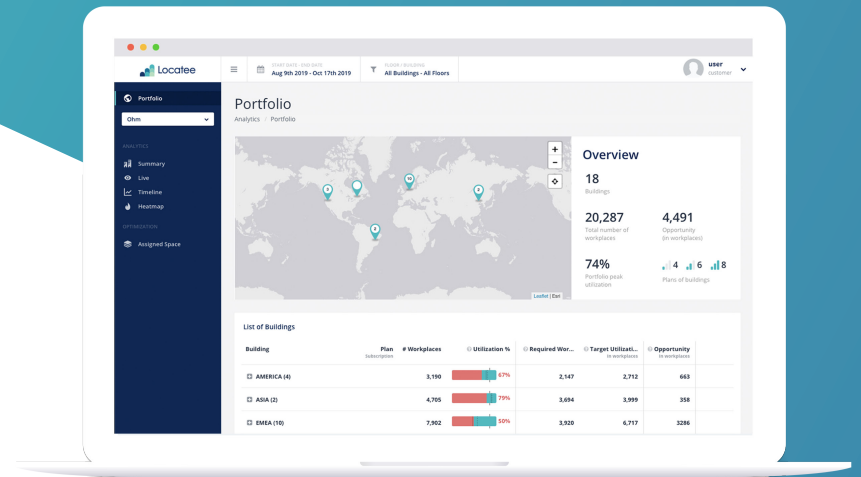 Locatee
START DATE - END DATE
Aug 9th 2019 - Oct 17th 2019
FLOOR / BUILDING
All Buildings - All Floors
user
customer
Portfolio
Ohm
ANALYTICS
Summary
Live
Timeline
Heatmap
OPTIMISATION
Assigned Space
Portfolio
Analytics / Portfolio
+
−
3
10
2
3
Leaflet | Esri
Overview
18
Buildings
20,287 4,491
Total number of workplaces
Opportunity (in workplaces)
74% 4 6 8
Portfolio peak utilization
Plans of buildings
List of Buildings
Building Plan # Workplaces Utilization % Required Wor... Target Utilizati... Opportunity
Subscription in workplaces in workplaces
AMERICA (4) 3,190 67% 2,147 2,712 663
ASIA (2) 4,705 79% 3,694 3,999 358
EMEA (10) 7,902 50% 3,920 6,717 3286